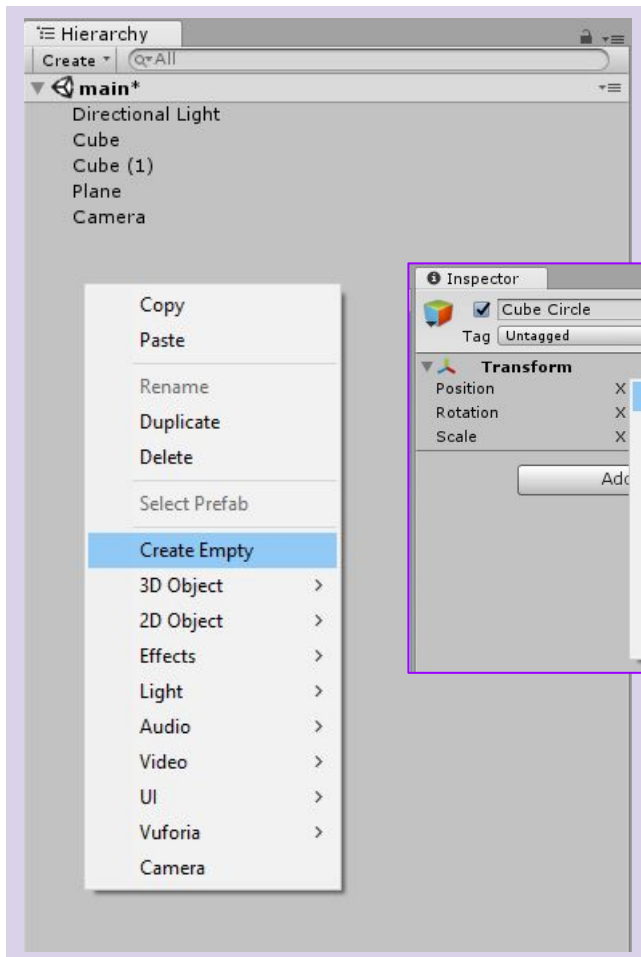 Hierarchy
Create
All
main*
Directional Light
Cube
Cube (1)
Plane
Camera
Copy
Paste
Rename
Duplicate
Delete
Select Prefab
Create Empty
3D Object
2D Object
Effects
Light
Audio
Video
UI
Vuforia
Camera
Inspector
Cube Circle
Tag Untagged
Transform
Position X
Rotation X
Scale X